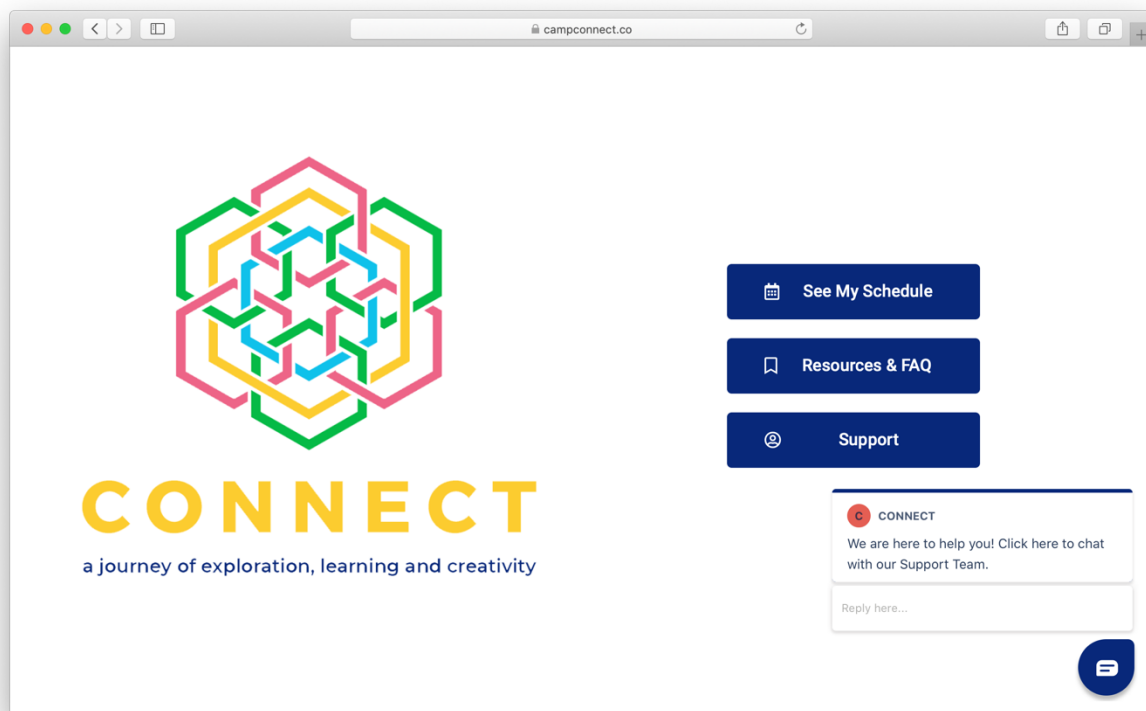 campconnect.co
See My Schedule
Resources & FAQ
Support
CONNECT
a journey of exploration, learning and creativity
C CONNECT
We are here to help you! Click here to chat
with our Support Team.
Reply here...